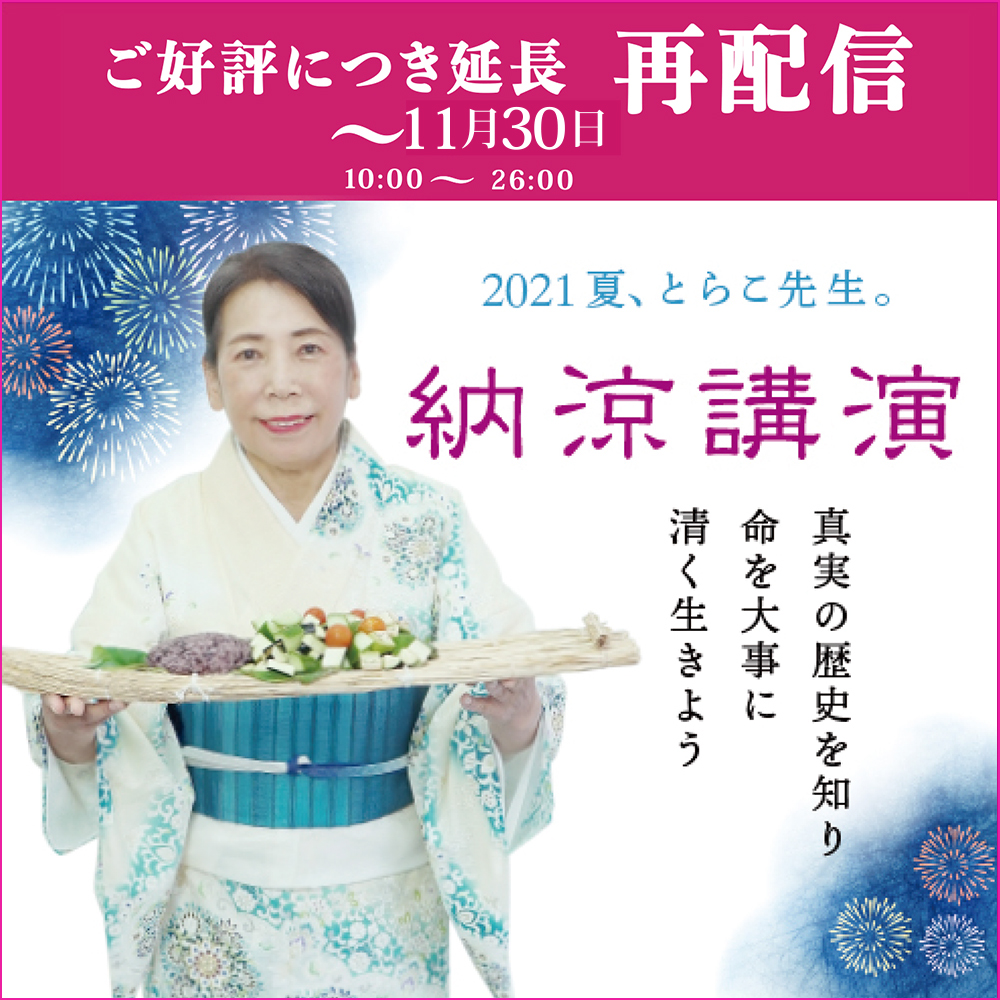 ご好評につき延長 再配信
〜11月30日
10:00〜 26:00
2021夏、とらこ先生。
納涼講演
真実の歴史を知り
命を大事に
清く生きよう